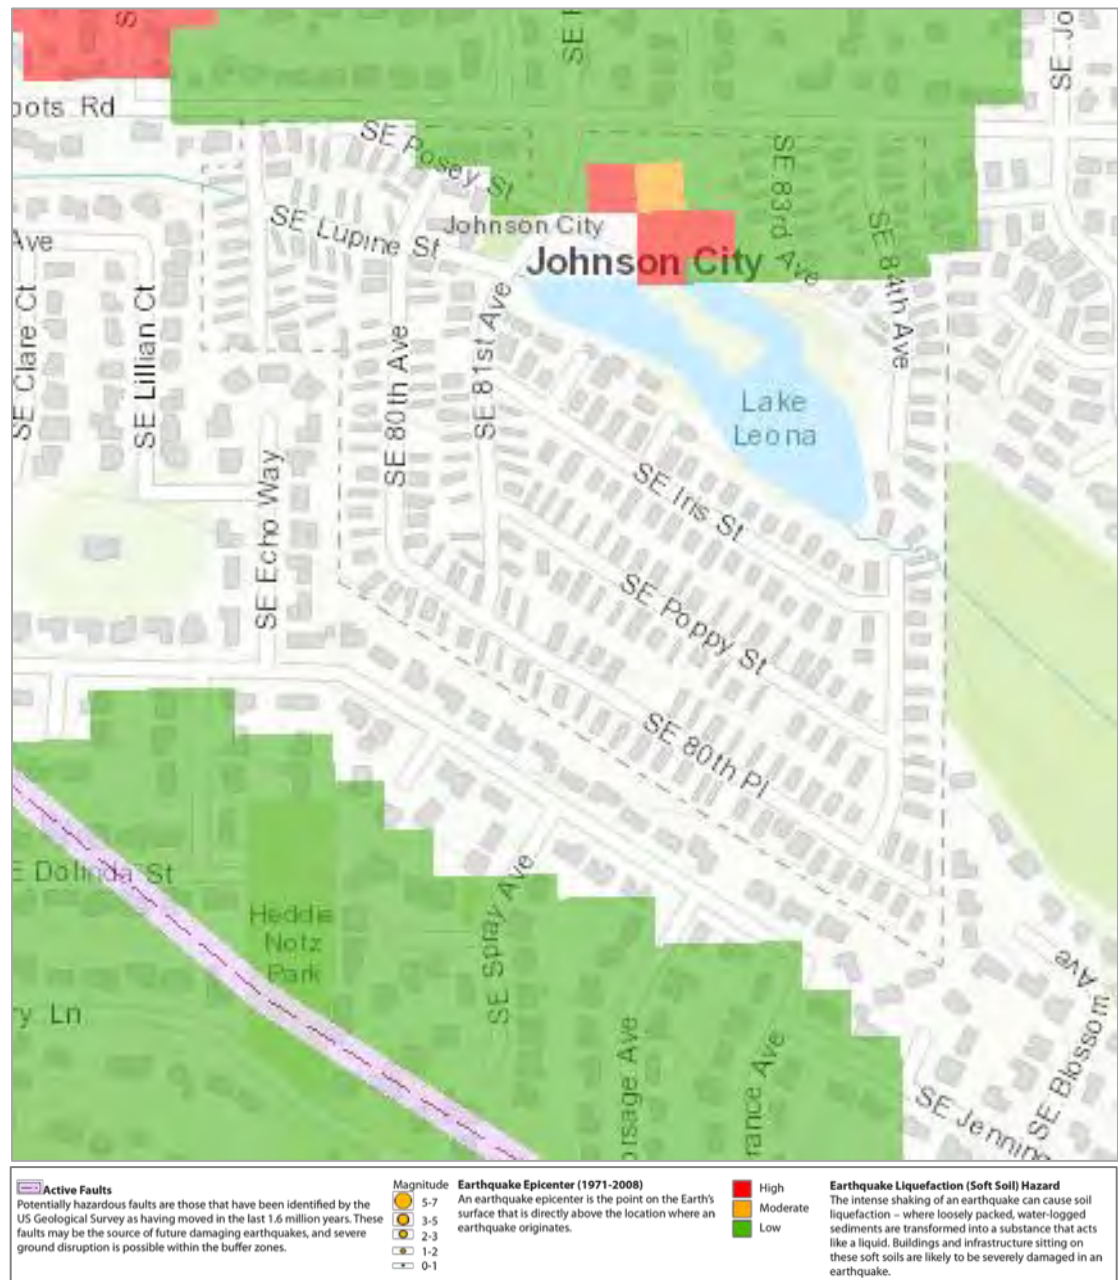 SE Jo
oots Rd
SE Posey St
SE 83rd Ave
SE Lupine St
Johnson City
SE 84th Ave
Ave
Johnson City
SE Clare Ct
SE Lillian Ct
SE 80th Ave
SE 81st Ave
Lake
Leona
SE Iris St
SE Echo Way
SE Poppy St
SE 80th Pl
E Dolinda St
SE Spray Ave
Heddie
Notz
Park
Ave
ry Ln
SE Blossom
orsage Ave
rance Ave
SE Jenning
Active Faults
Potentially hazardous faults are those that have been identified by the
US Geological Survey as having moved in the last 1.6 million years. These
faults may be the source of future damaging earthquakes, and severe
ground disruption is possible within the buffer zones.
Magnitude
5-7
3-5
2-3
1-2
0-1
Earthquake Epicenter (1971-2008)
An earthquake epicenter is the point on the Earth's
surface that is directly above the location where an
earthquake originates.
High
Moderate
Low
Earthquake Liquefaction (Soft Soil) Hazard
The intense shaking of an earthquake can cause soil
liquefaction – where loosely packed, water-logged
sediments are transformed into a substance that acts
like a liquid. Buildings and infrastructure sitting on
these soft soils are likely to be severely damaged in an
earthquake.